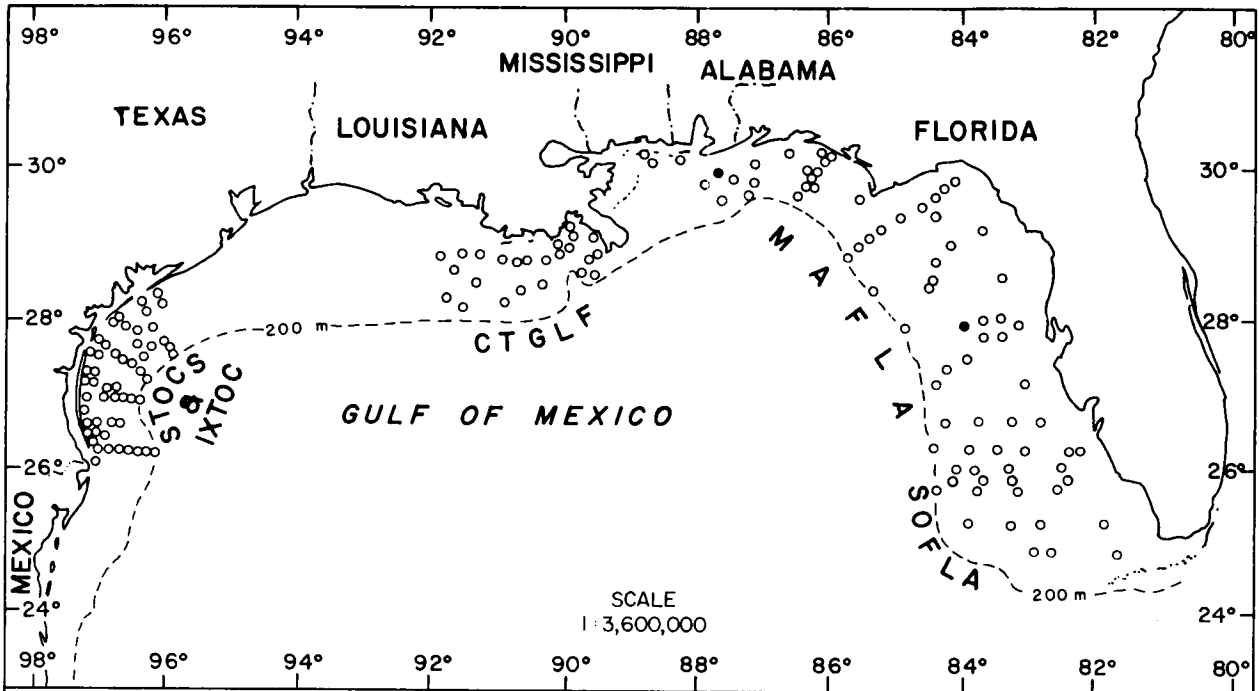 98° 96° 94° 92° 90° 88° 86° 84° 82° 80°
MISSISSIPPI
ALABAMA
TEXAS
LOUISIANA
FLORIDA
30° 30°
28° 28°
200 m
CTGLF
MAFLA
STOCS
&
IXTOC
GULF OF MEXICO
26° 26°
SOFLA
MEXICO
200 m
24° 24°
SCALE
1:3,600,000
98° 96° 94° 92° 90° 88° 86° 84° 82° 80°